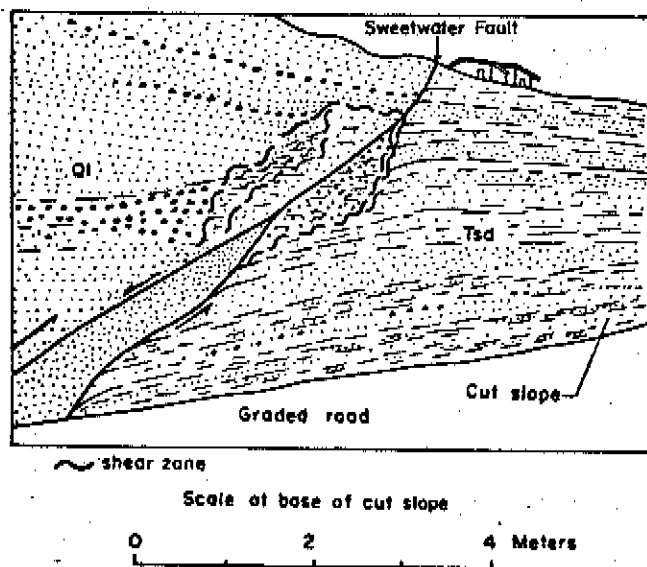 Sweetwater Fault
Ql
Tsd
Cut slope
Graded road
shear zone
Scale at base of cut slope
0 2 4 Meters